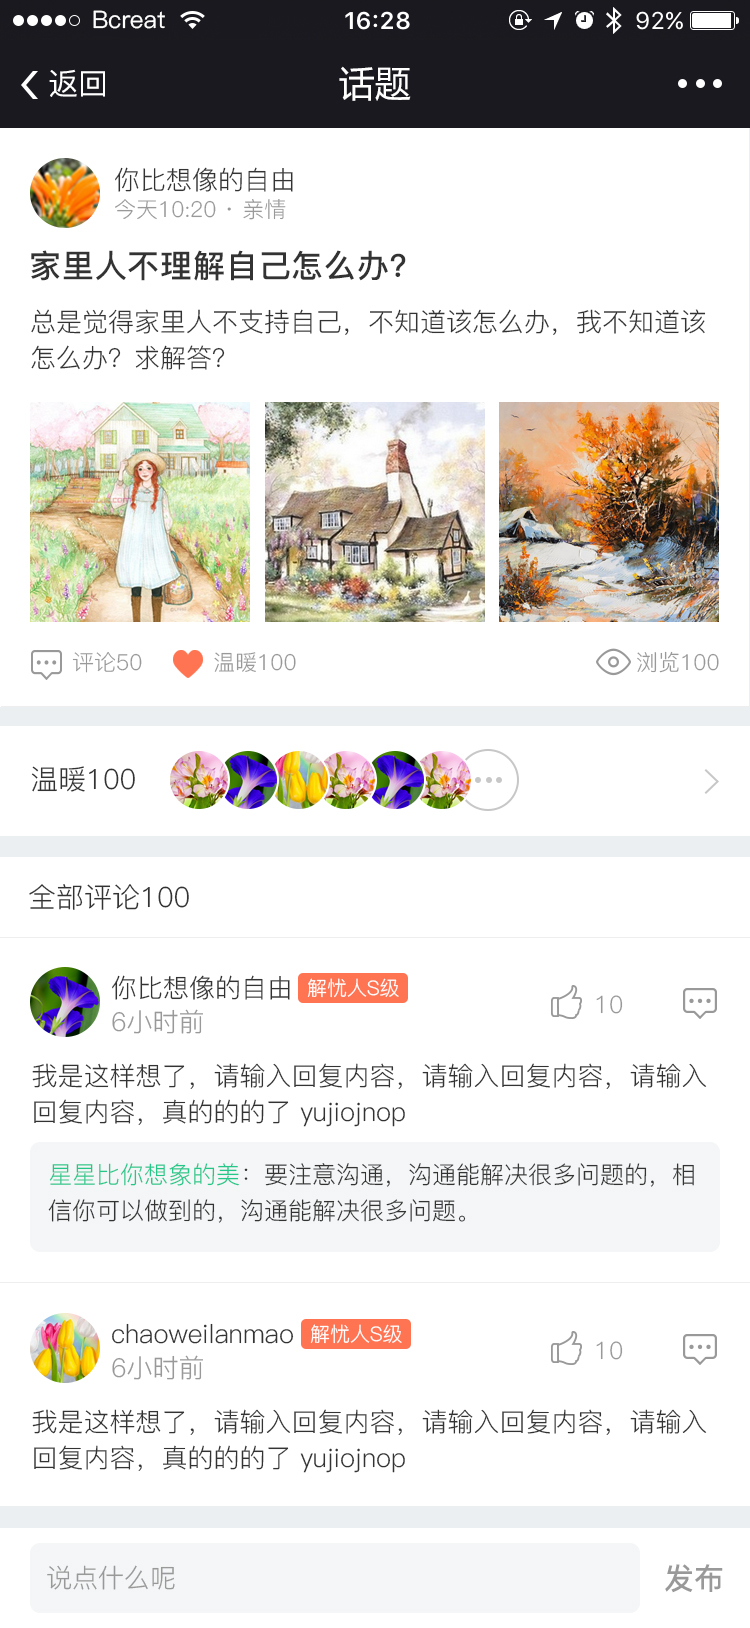 Bcreat 16:28 92%
返回 话题
你比想像的自由
今天10:20 · 亲情
家里人不理解自己怎么办?
总是觉得家里人不支持自己，不知道该怎么办，我不知道该
怎么办？求解答?
评论50 温暖100 浏览100
温暖100
全部评论100
你比想像的自由 解忧人S级
6小时前
10
我是这样想了，请输入回复内容，请输入回复内容，请输入
回复内容，真的的的了 yujiojnop
星星比你想象的美：要注意沟通，沟通能解决很多问题的，相
信你可以做到的，沟通能解决很多问题。
chaoweilanmao 解忧人S级
6小时前
10
我是这样想了，请输入回复内容，请输入回复内容，请输入
回复内容，真的的的了 yujiojnop
说点什么呢 发布